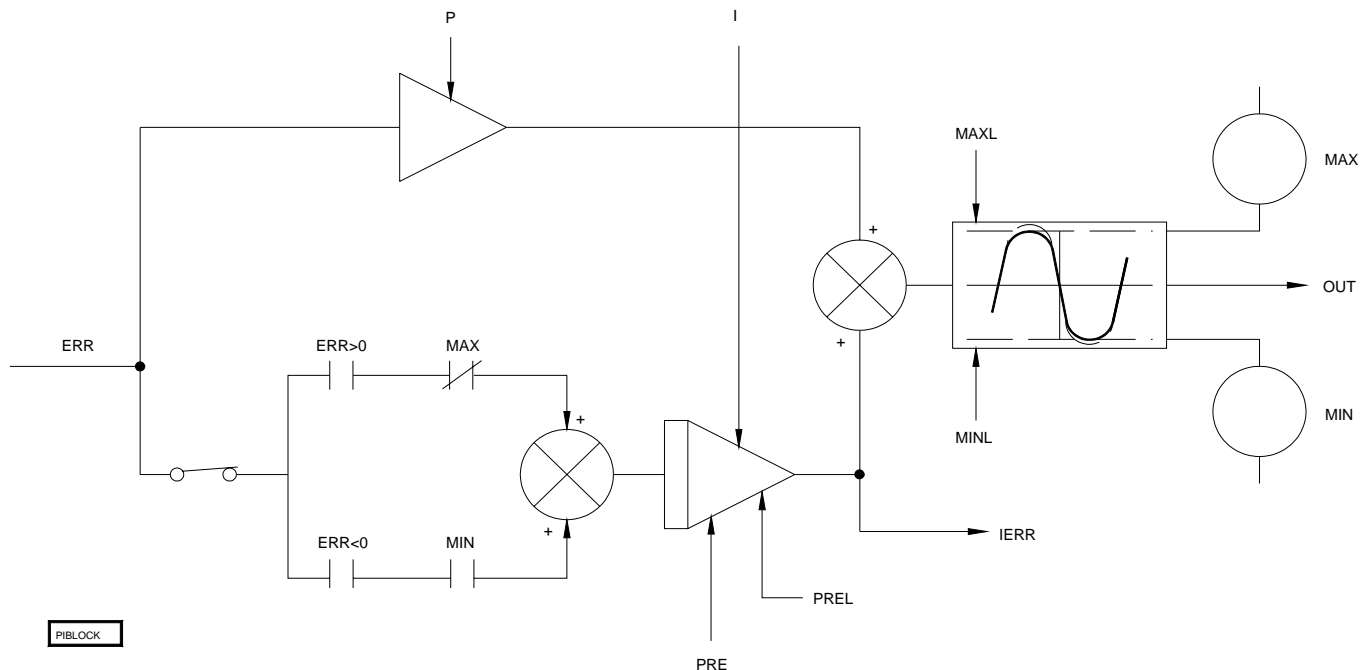 P
I
MAXL
MAX
+
OUT
ERR
ERR>0
MAX
+
+
MINL
MIN
ERR<0
MIN
+
IERR
PREL
PIBLOCK
PRE